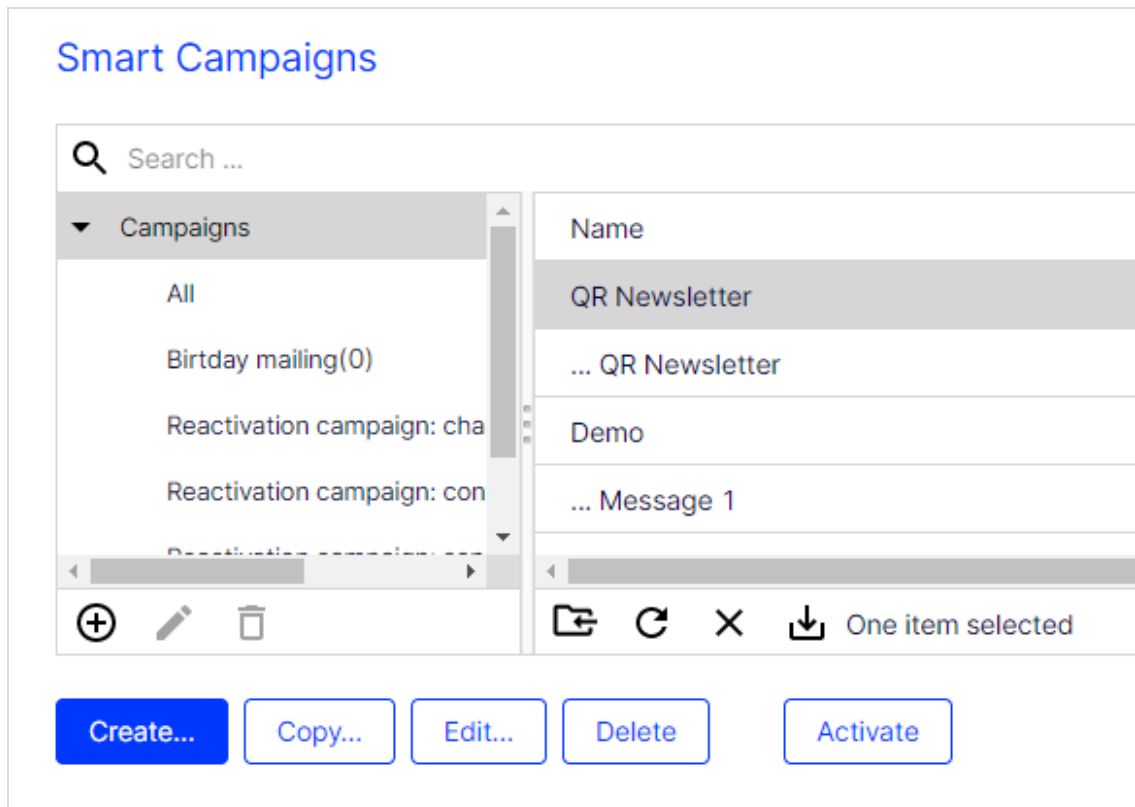 Smart Campaigns
Search ...
Campaigns
All
Birtday mailing(0)
Reactivation campaign: cha
Reactivation campaign: con
Name
QR Newsletter
... QR Newsletter
Demo
... Message 1
One item selected
Create... Copy... Edit... Delete Activate